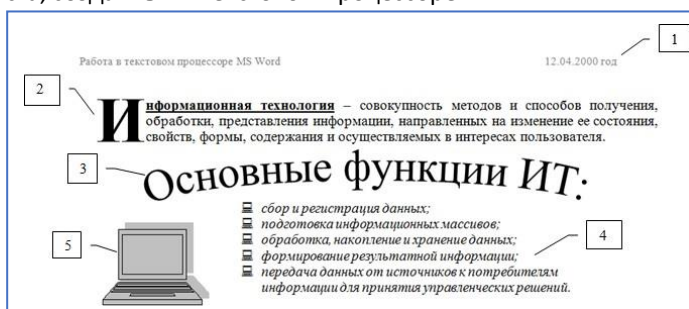 1
Работа в текстовом процессоре MS Word 12.04.2000 год
2
Информационная технология – совокупность методов и способов получения,
обработки, представления информации, направленных на изменение ее состояния,
свойств, формы, содержания и осуществляемых в интересах пользователя.
3
Основные функции ИТ:
сбор и регистрация данных;
подготовка информационных массивов;
обработка, накопление и хранение данных;
4
5
формирование результатной информации;
передача данных от источников к потребителям
информации для принятия управленческих решений.